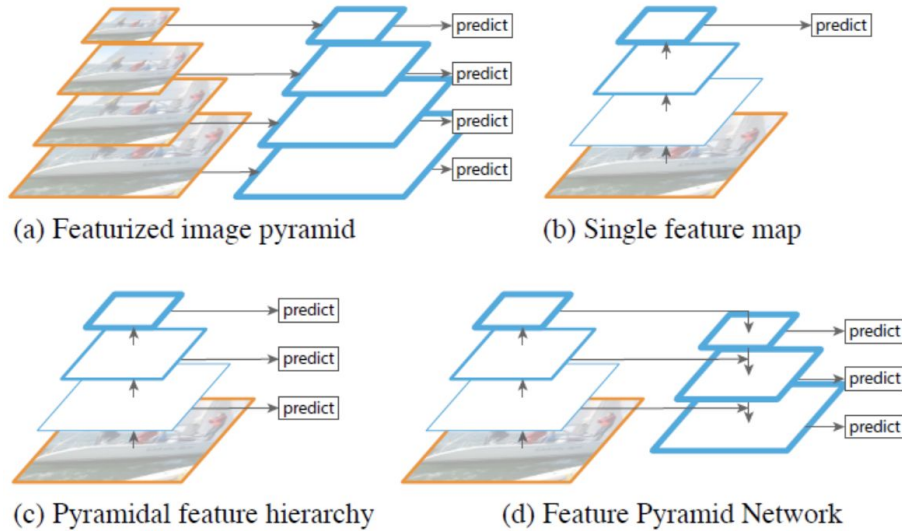 predict
predict
predict
predict
predict
(a) Featurized image pyramid
(b) Single feature map
predict
predict
predict
predict
predict
predict
(c) Pyramidal feature hierarchy
(d) Feature Pyramid Network